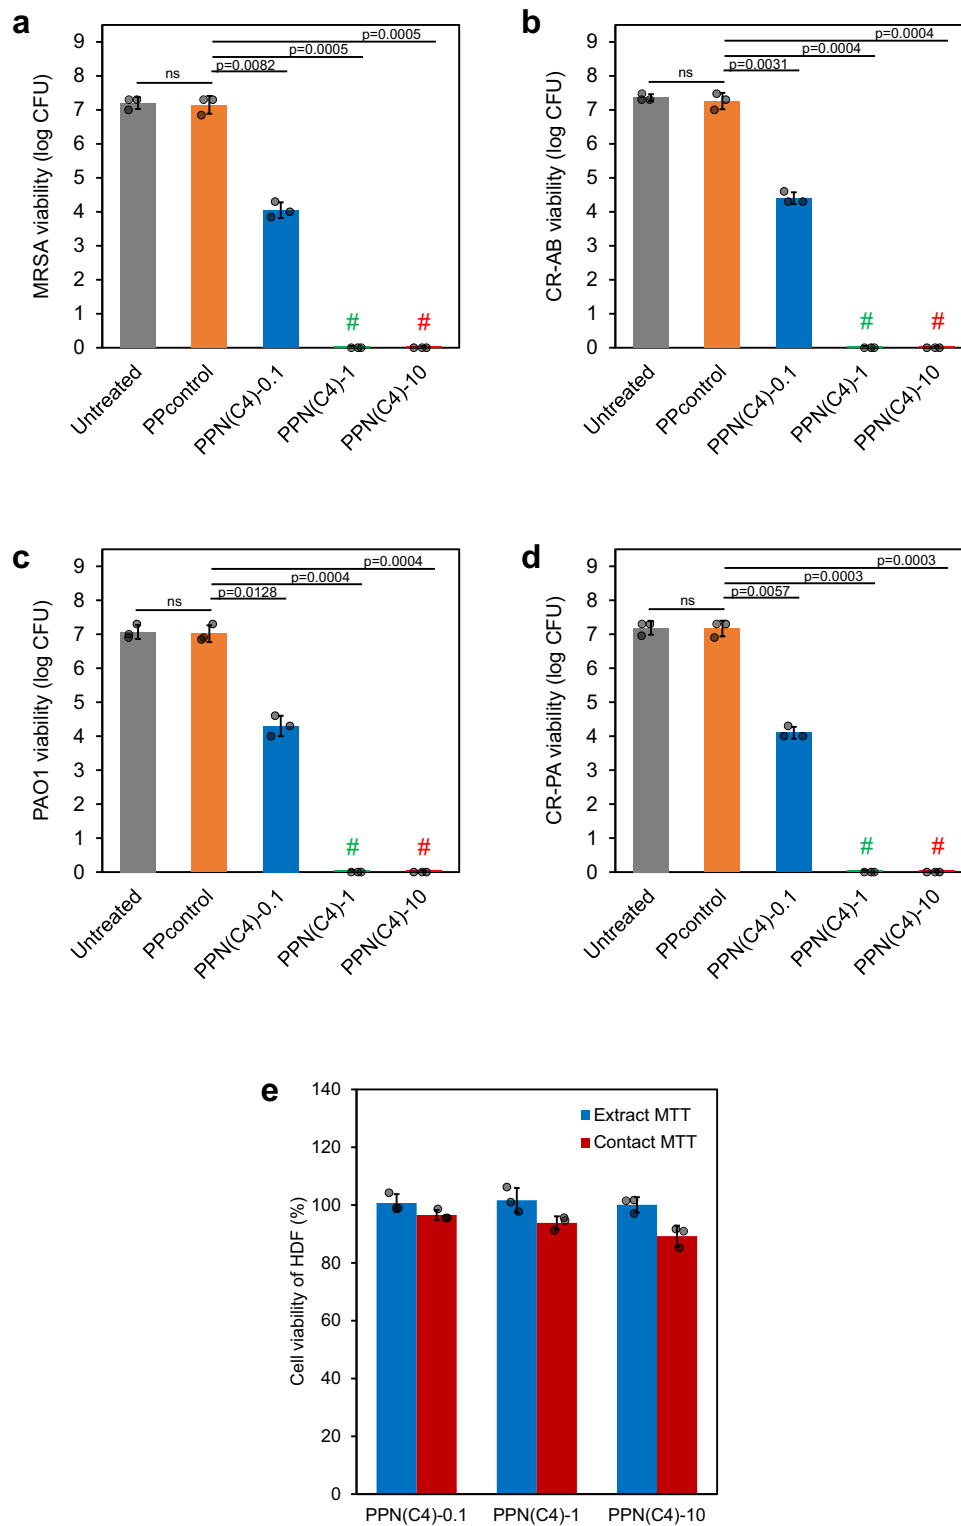 a
MRSA viability (log CFU)
9
8
7
6
5
4
3
2
1
0
p=0.0005
p=0.0005
p=0.0082
ns
#
#
Untreated
PPcontrol
PPN(C4)-0.1
PPN(C4)-1
PPN(C4)-10
b
CR-AB viability (log CFU)
9
8
7
6
5
4
3
2
1
0
p=0.0004
p=0.0004
p=0.0031
ns
#
#
Untreated
PPcontrol
PPN(C4)-0.1
PPN(C4)-1
PPN(C4)-10
c
PAO1 viability (log CFU)
9
8
7
6
5
4
3
2
1
0
p=0.0004
p=0.0004
p=0.0128
ns
#
#
Untreated
PPcontrol
PPN(C4)-0.1
PPN(C4)-1
PPN(C4)-10
d
CR-PA viability (log CFU)
9
8
7
6
5
4
3
2
1
0
p=0.0003
p=0.0003
p=0.0057
ns
#
#
Untreated
PPcontrol
PPN(C4)-0.1
PPN(C4)-1
PPN(C4)-10
e
Cell viability of HDF (%)
140
120
100
80
60
40
20
0
Extract MTT
Contact MTT
PPN(C4)-0.1
PPN(C4)-1
PPN(C4)-10